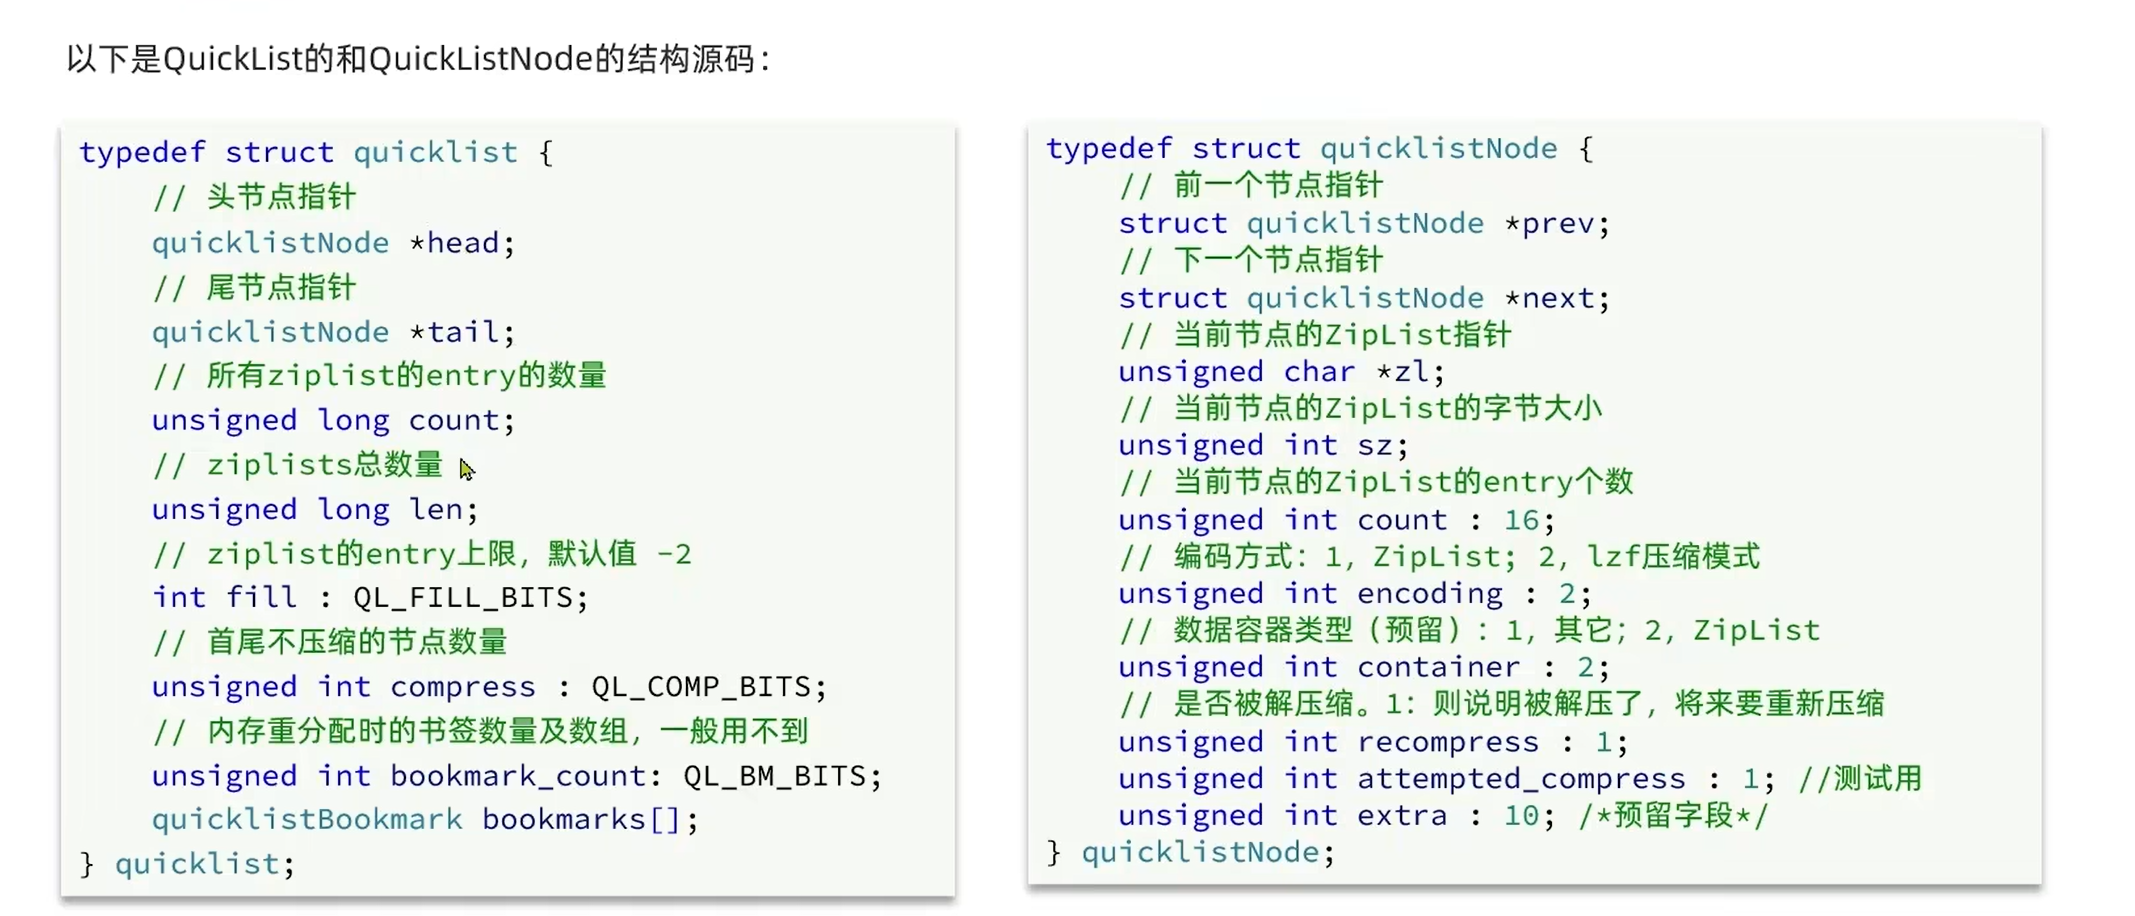 以下是QuickList的和QuickListNode的结构源码：
typedef struct quicklist {
    // 头节点指针
    quicklistNode *head;
    // 尾节点指针
    quicklistNode *tail;
    // 所有ziplist的entry的数量
    unsigned long count;
    // ziplists总数量
    unsigned long len;
    // ziplist的entry上限，默认值 -2
    int fill : QL_FILL_BITS;
    // 首尾不压缩的节点数量
    unsigned int compress : QL_COMP_BITS;
    // 内存重分配时的书签数量及数组，一般用不到
    unsigned int bookmark_count: QL_BM_BITS;
    quicklistBookmark bookmarks[];
} quicklist;
typedef struct quicklistNode {
    // 前一个节点指针
    struct quicklistNode *prev;
    // 下一个节点指针
    struct quicklistNode *next;
    // 当前节点的ZipList指针
    unsigned char *zl;
    // 当前节点的ZipList的字节大小
    unsigned int sz;
    // 当前节点的ZipList的entry个数
    unsigned int count : 16;
    // 编码方式：1，ZipList; 2，lzf压缩模式
    unsigned int encoding : 2;
    // 数据容器类型（预留）：1，其它；2，ZipList
    unsigned int container : 2;
    // 是否被解压缩。1：则说明被解压了，将来要重新压缩
    unsigned int recompress : 1;
    unsigned int attempted_compress : 1; //测试用
    unsigned int extra : 10; /*预留字段*/
} quicklistNode;